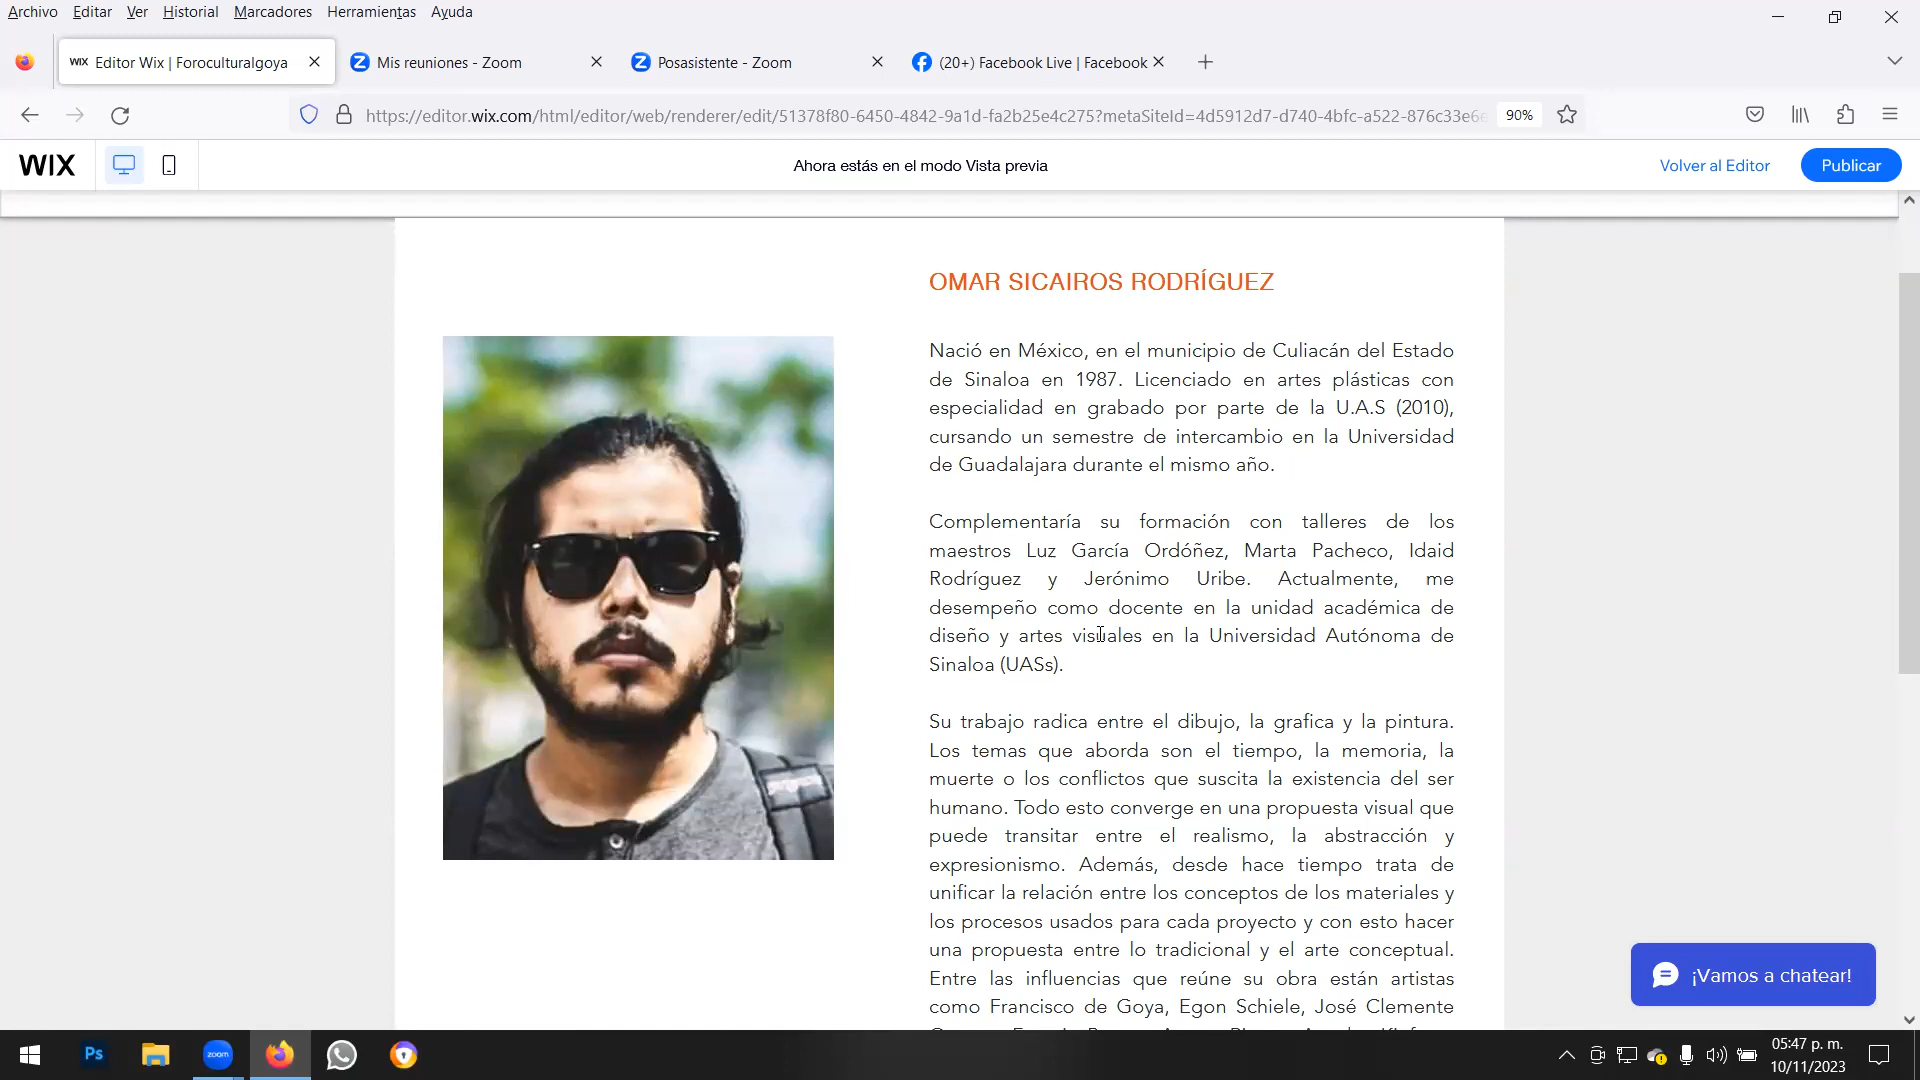 Archivo Editar Ver Historial Marcadores Herramientas Ayuda
WIX Editor Wix | Foroculturalgoya
Mis reuniones - Zoom
Posasistente - Zoom
(20+) Facebook Live | Facebook
https://editor.wix.com/html/editor/web/renderer/edit/51378f80-6450-4842-9a1d-fa2b25e4c275?metaSiteId=4d5912d7-d740-4bfc-a522-876c33e6e
90%
WIX
Ahora estás en el modo Vista previa
Volver al Editor
Publicar
OMAR SICAIROS RODRÍGUEZ
Nació en México, en el municipio de Culiacán del Estado
de Sinaloa en 1987. Licenciado en artes plásticas con
especialidad en grabado por parte de la U.A.S (2010),
cursando un semestre de intercambio en la Universidad
de Guadalajara durante el mismo año.
Complementaría su formación con talleres de los
maestros Luz García Ordóñez, Marta Pacheco, Idaid
Rodríguez y Jerónimo Uribe. Actualmente, me
desempeño como docente en la unidad académica de
diseño y artes visuales en la Universidad Autónoma de
Sinaloa (UASs).
Su trabajo radica entre el dibujo, la grafica y la pintura.
Los temas que aborda son el tiempo, la memoria, la
muerte o los conflictos que suscita la existencia del ser
humano. Todo esto converge en una propuesta visual que
puede transitar entre el realismo, la abstracción y
expresionismo. Además, desde hace tiempo trata de
unificar la relación entre los conceptos de los materiales y
los procesos usados para cada proyecto y con esto hacer
una propuesta entre lo tradicional y el arte conceptual.
Entre las influencias que reúne su obra están artistas
como Francisco de Goya, Egon Schiele, José Clemente
¡Vamos a chatear!
Ps
zoom
05:47 p. m.
10/11/2023